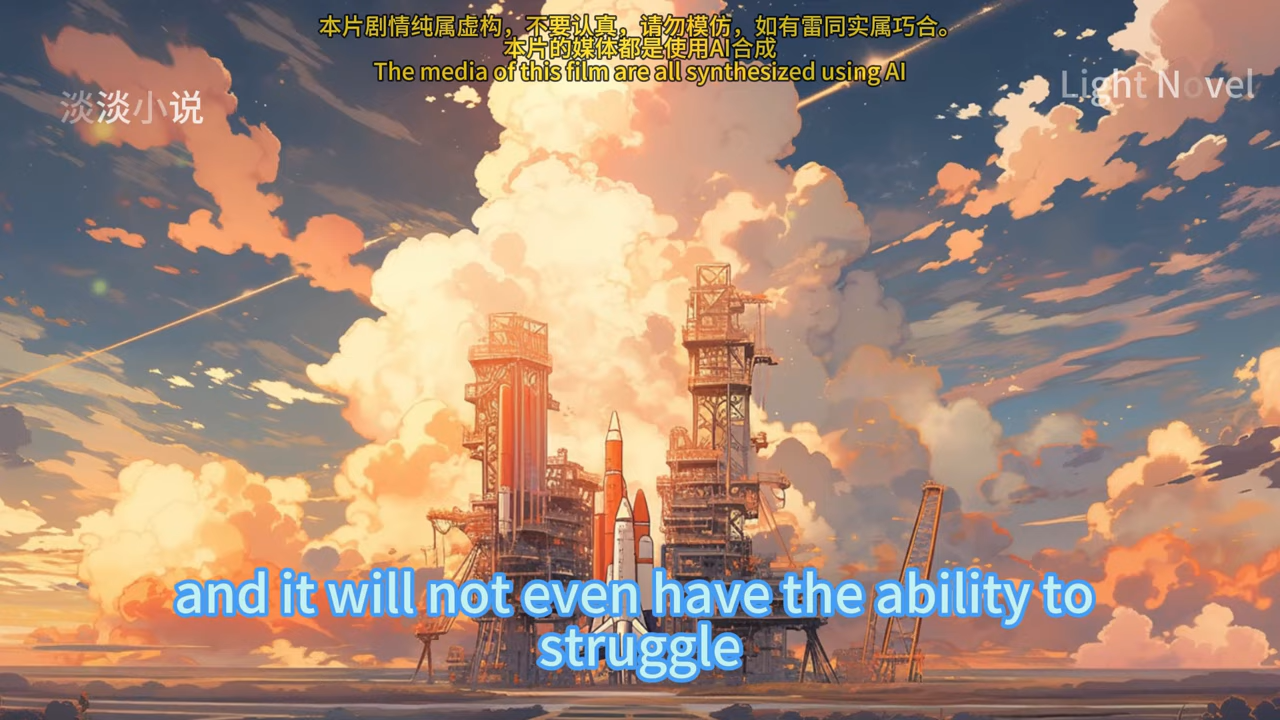 本片剧情纯属虚构，不要认真，请勿模仿，如有雷同实属巧合。
本片的媒体都是使用AI合成
The media of this film are all synthesized using AI
淡淡小说
Light Novel
and it will not even have the ability to
struggle